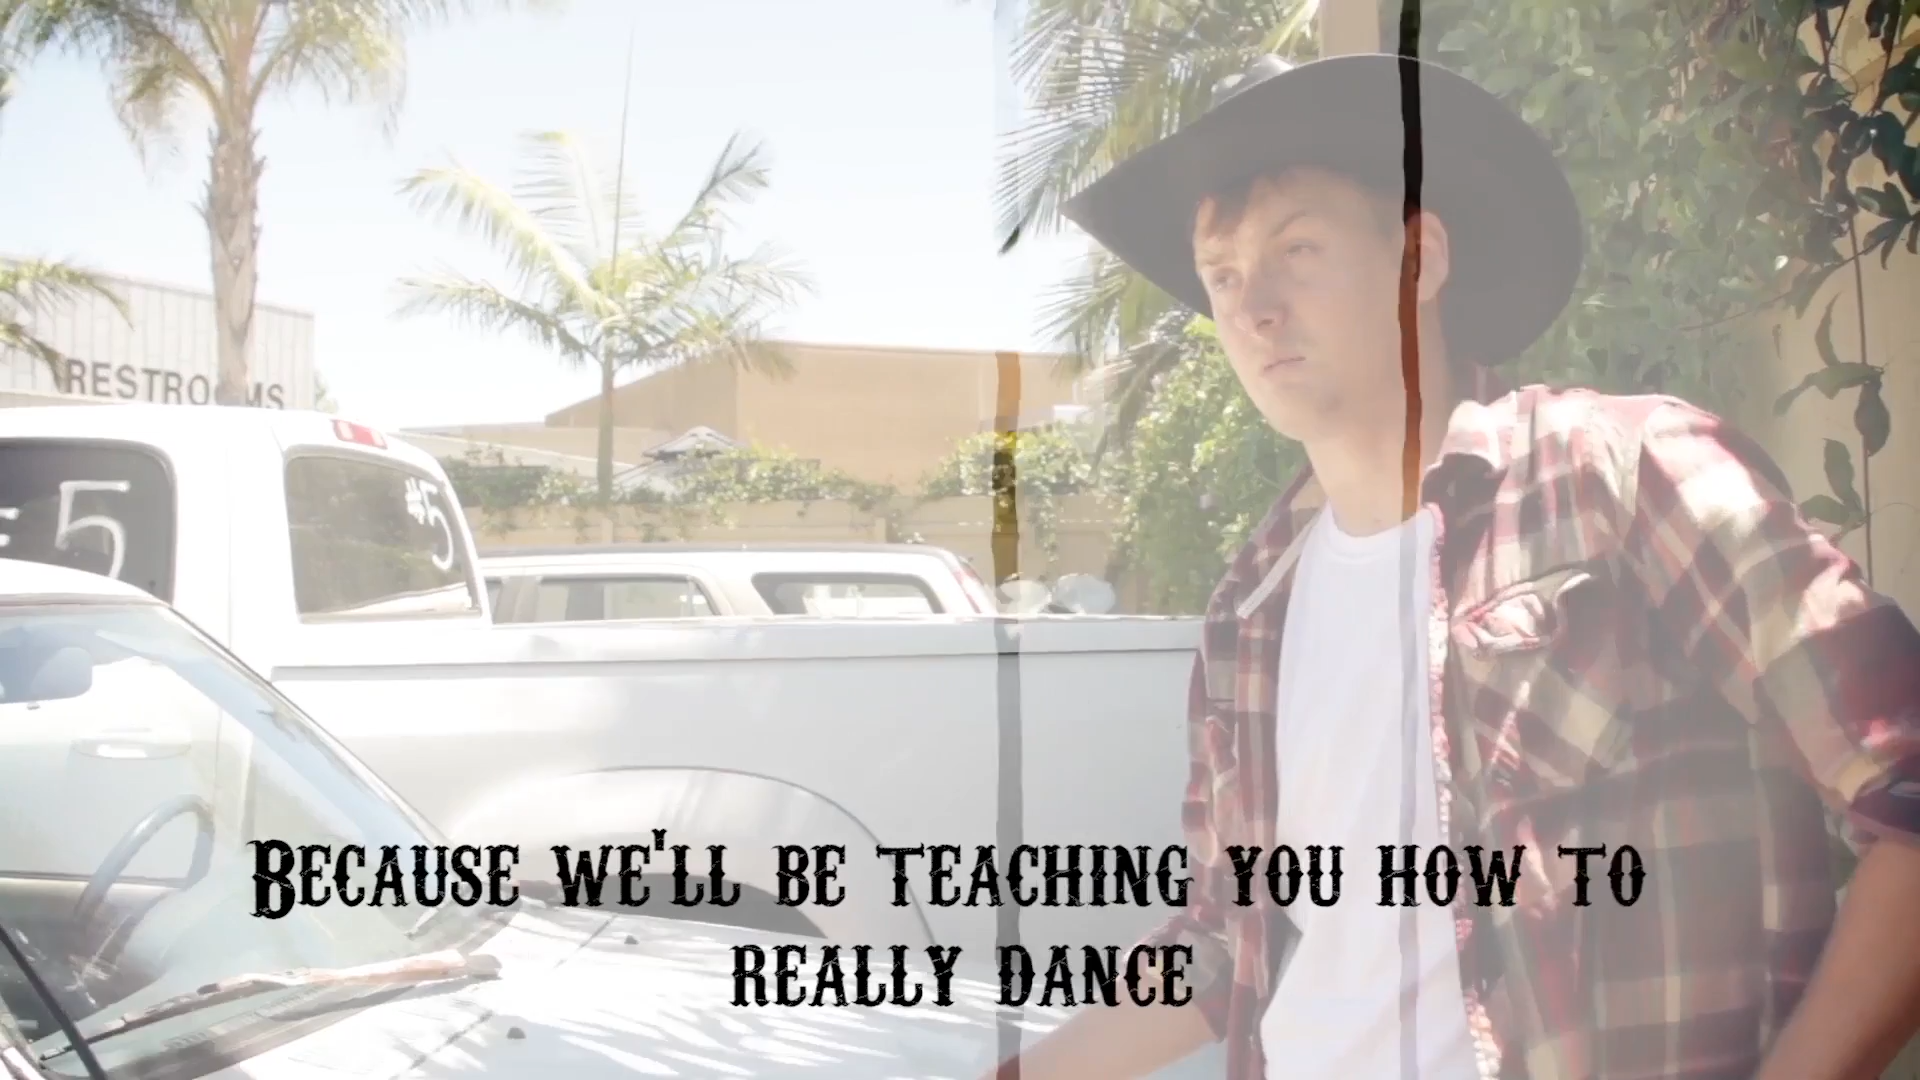 RESTROOMS
5
#5
BECAUSE WE'LL BE TEACHING YOU HOW TO
REALLY DANCE